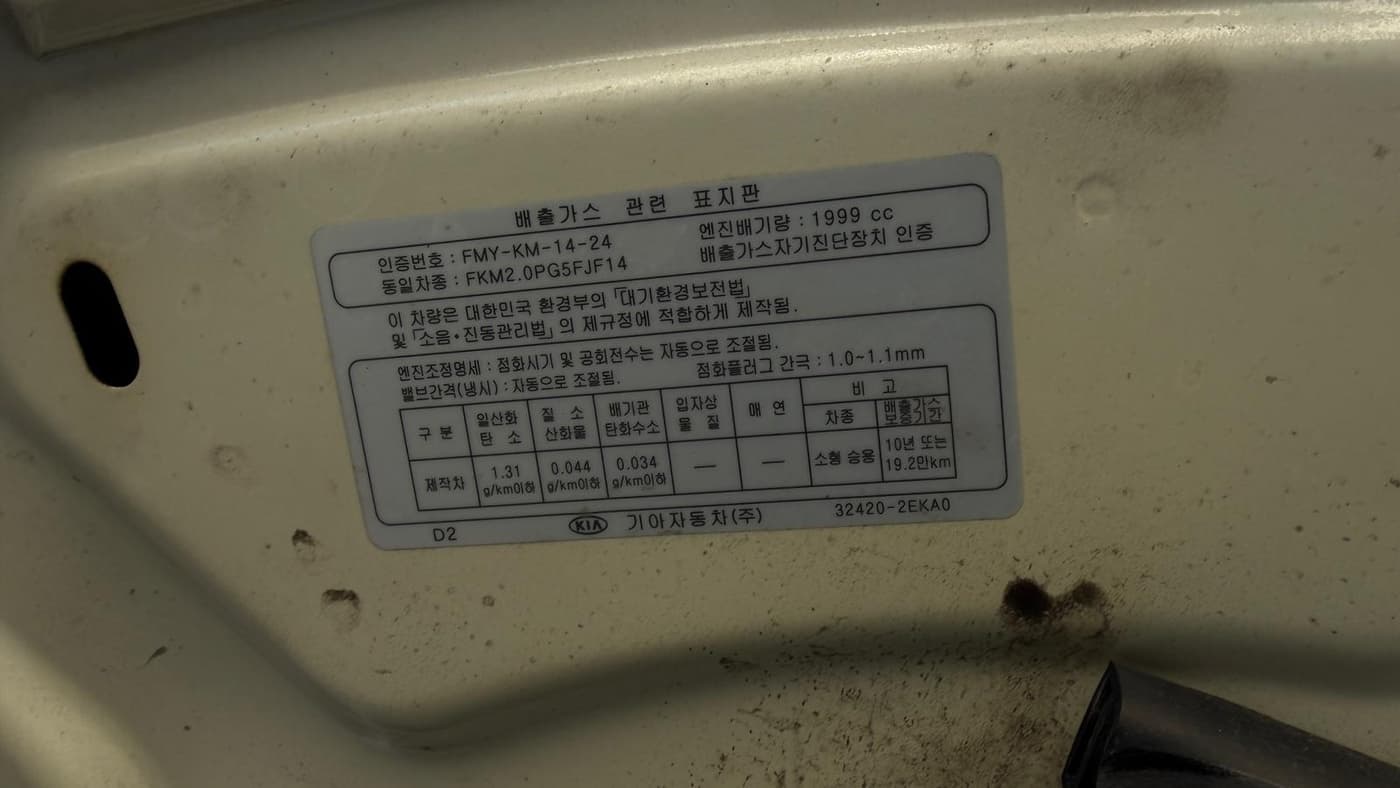 배출가스 관련 표지판
인증번호 : FMY-KM-14-24 엔진배기량 : 1999 cc
동일차종 : FKM2.0PG5FJF14 배출가스자기진단장치 인증
이 차량은 대한민국 환경부의 「대기환경보전법」
및 「소음·진동관리법」의 제규정에 적합하게 제작됨.
엔진조정명세 : 점화시기 및 공회전수는 자동으로 조절됨.
밸브간격(냉시) : 자동으로 조절됨. 점화플러그 간극 : 1.0~1.1mm
구 분 일산화 탄 소 질 소 산화물 배기관 탄화수소 입자상 물 질 매 연 비 고
차종 배출가스 보증기간
제작차 1.31 g/km이하 0.044 g/km이하 0.034 g/km이하 — — 소형 승용 10년 또는 19.2만km
D2 KIA 기아자동차(주) 32420-2EKA0